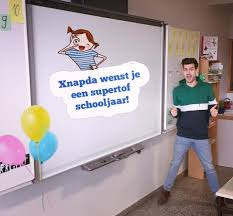 Xnapda wenst je
een supertof
schooljaar!